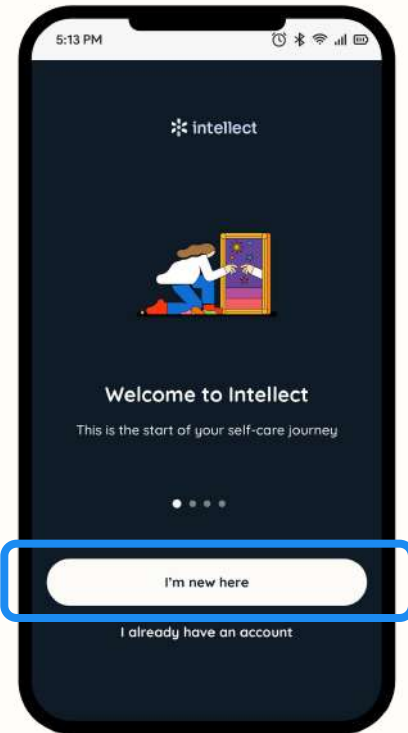 5:13 PM
intellect
Welcome to Intellect
This is the start of your self-care journey
I'm new here
I already have an account